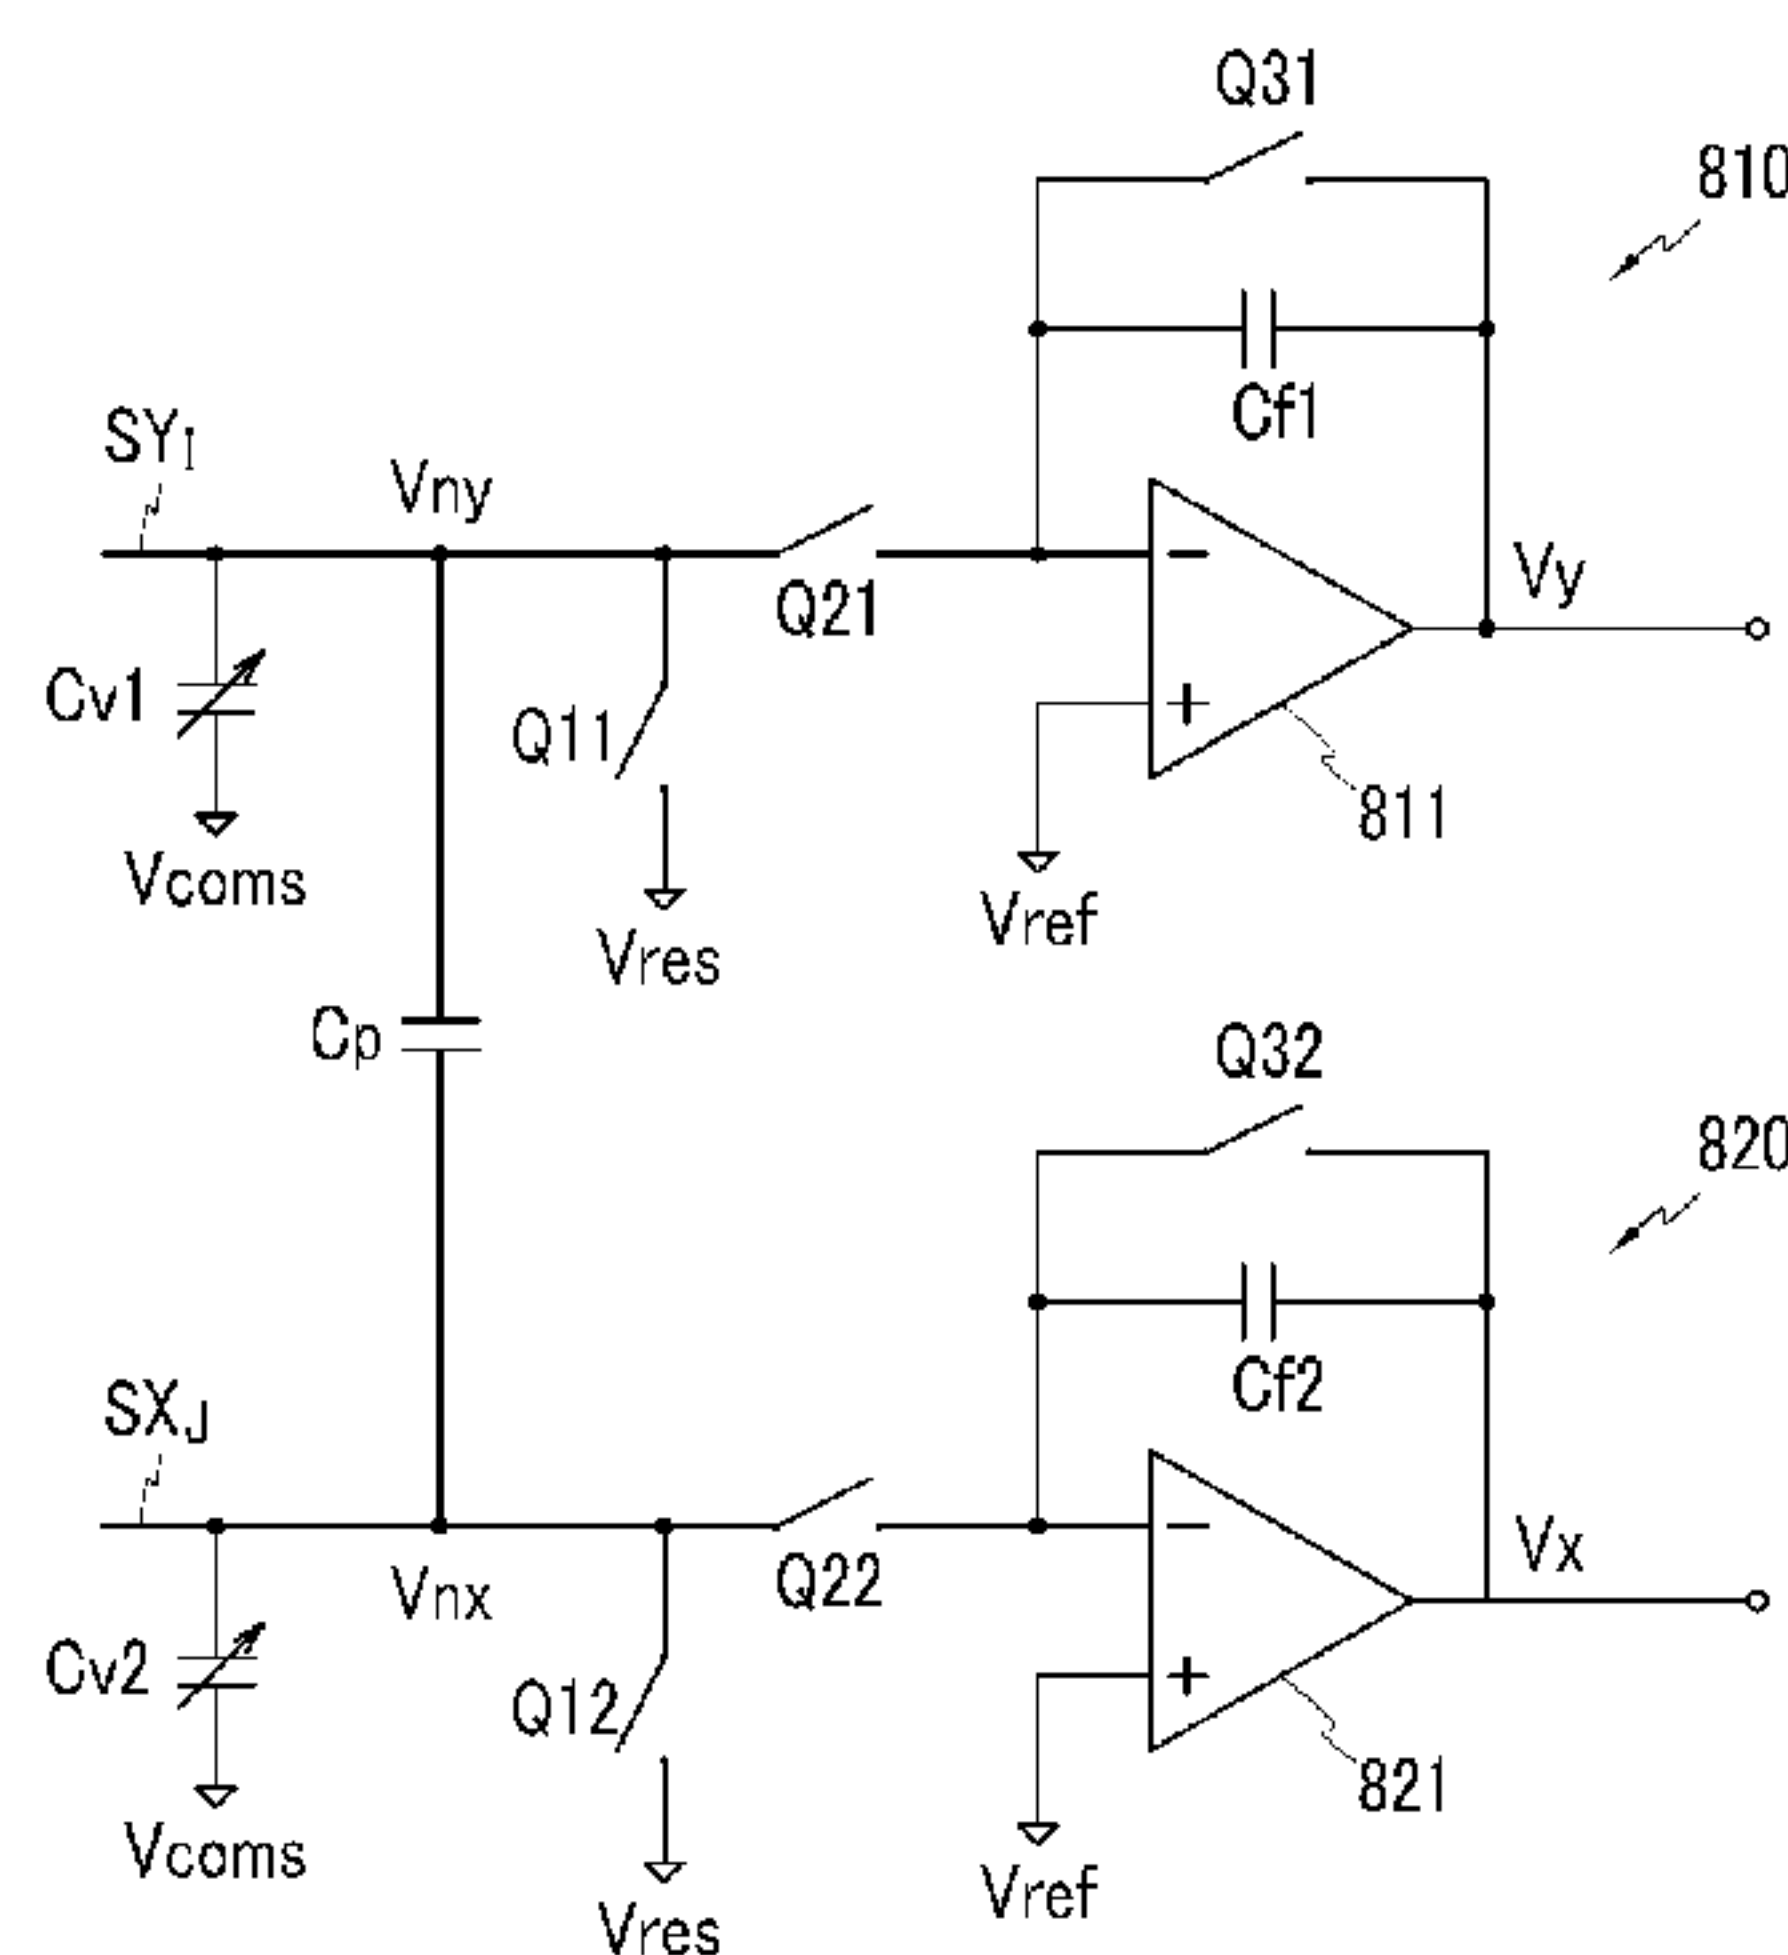 Q31
810
Cf1
SYI
Vny
Vy
Q21
Cv1
Q11
811
Vcoms
Vref
Vres
Cp
Q32
820
Cf2
SXJ
Vx
Vnx
Q22
Cv2
Q12
821
Vcoms
Vref
Vres